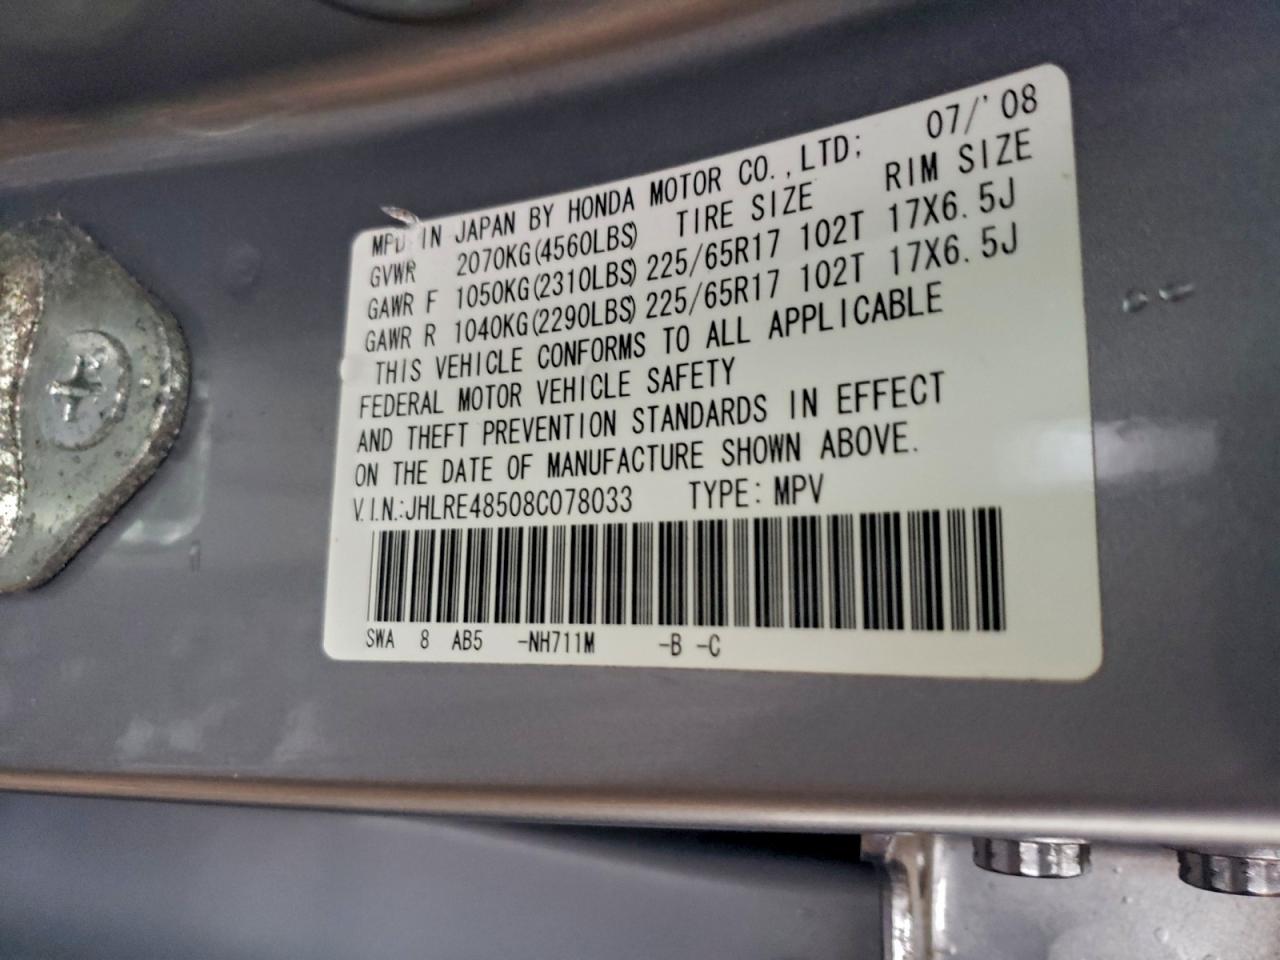 MFD IN JAPAN BY HONDA MOTOR CO.,LTD; 07/'08
GVWR 2070KG(4560LBS) TIRE SIZE RIM SIZE
GAWR F 1050KG(2310LBS) 225/65R17 102T 17X6.5J
GAWR R 1040KG(2290LBS) 225/65R17 102T 17X6.5J
THIS VEHICLE CONFORMS TO ALL APPLICABLE
FEDERAL MOTOR VEHICLE SAFETY
AND THEFT PREVENTION STANDARDS IN EFFECT
ON THE DATE OF MANUFACTURE SHOWN ABOVE.
V.I.N.:JHLRE48508C078033 TYPE: MPV
SWA 8 AB5 -NH711M -B -C